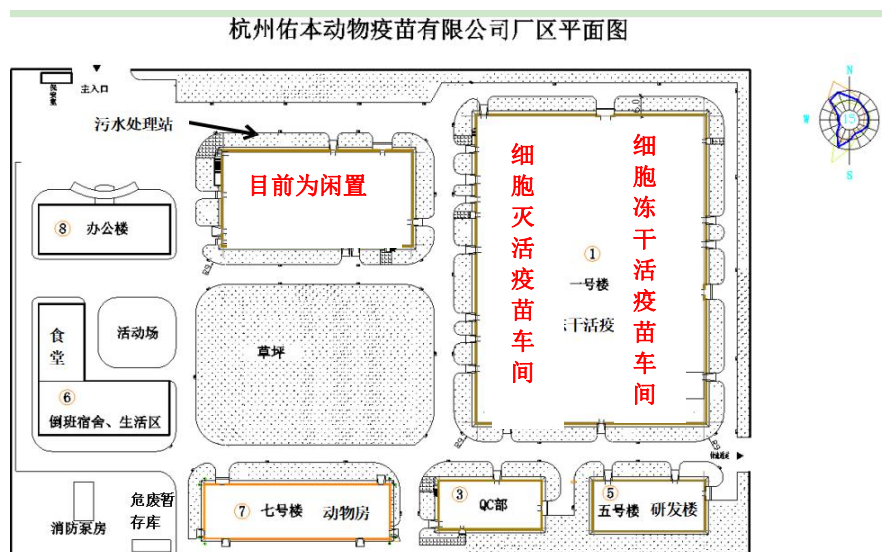 杭州佑本动物疫苗有限公司厂区平面图
主入口
污水处理站
目前为闲置
细胞灭活疫苗车间
细胞冻干活疫苗车间
6.0
N
W
15
S
⑧ 办公楼
①
一号楼
干活疫
食堂
活动场
草坪
⑥
倒班宿舍、生活区
⑦ 七号楼 动物房
③ QC部
⑤
五号楼 研发楼
消防泵房
危废暂存库